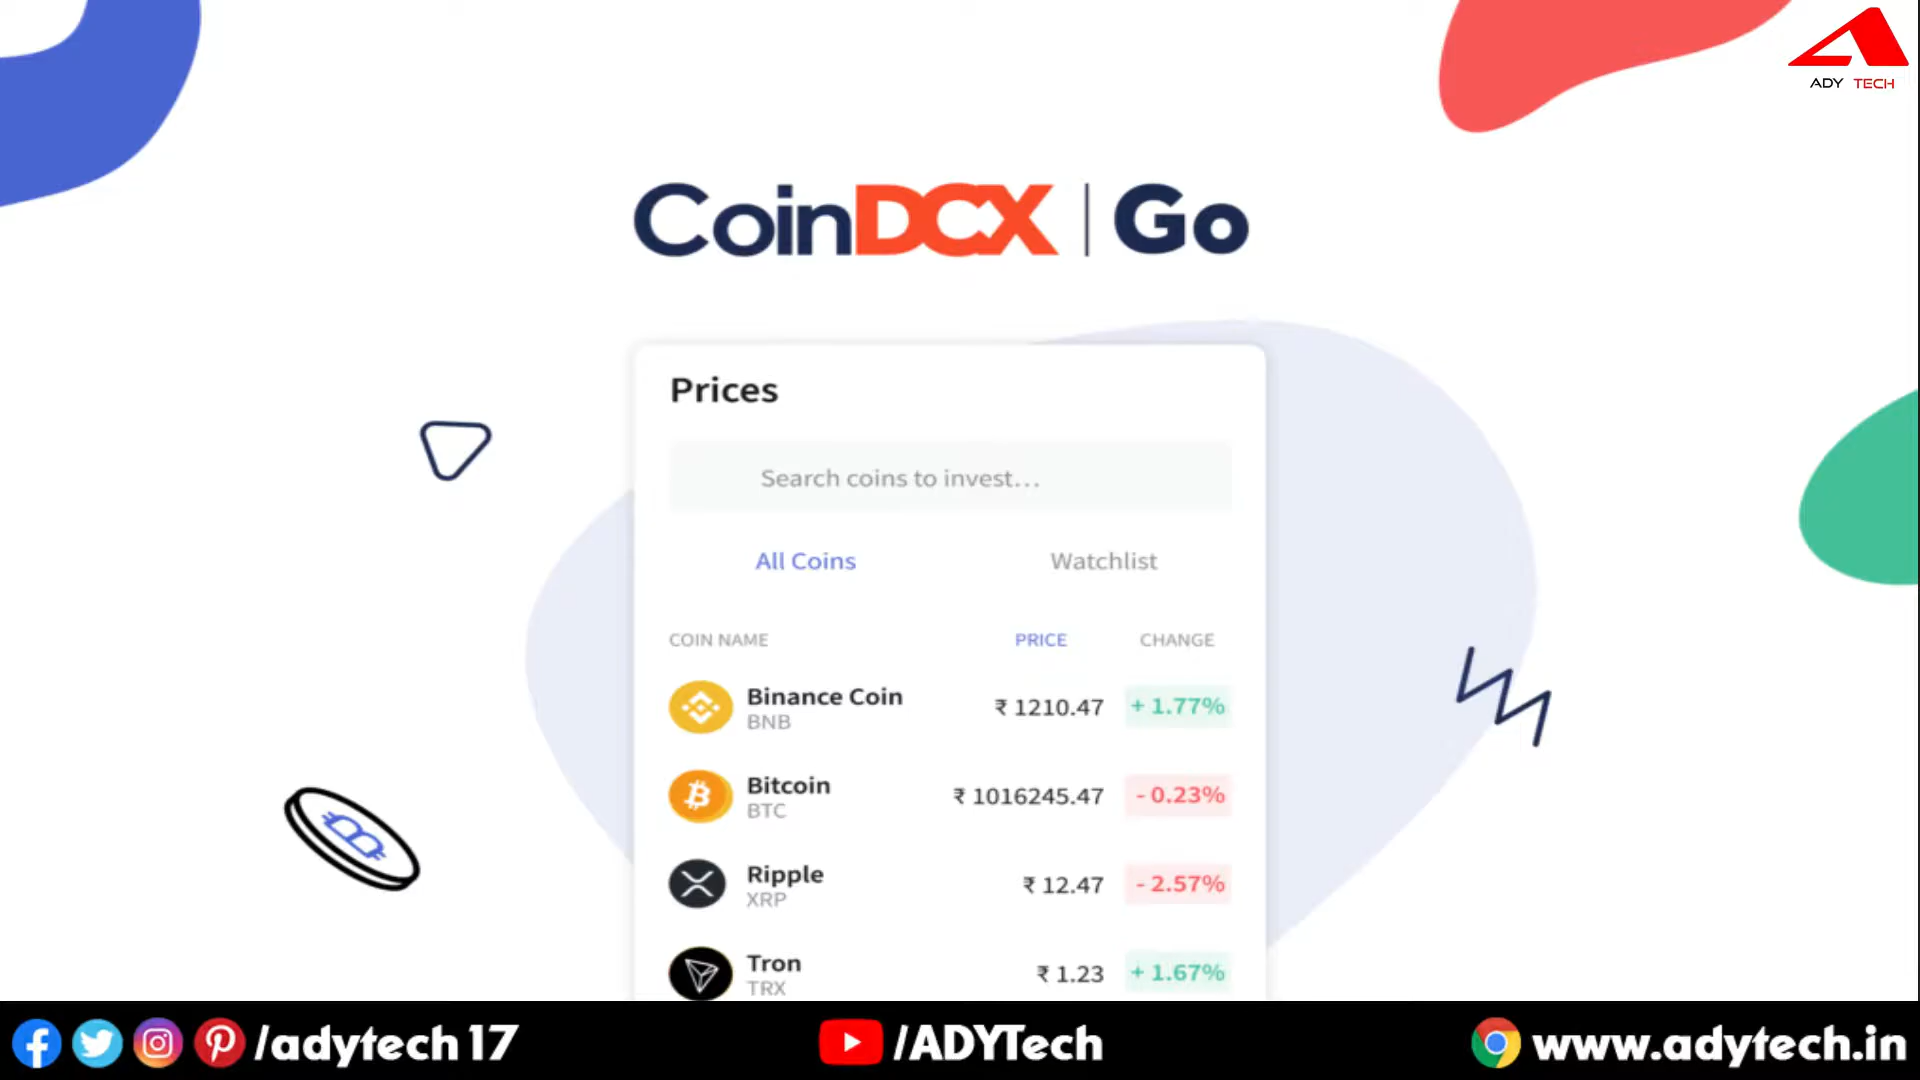 ADY TECH
CoinDCX | Go
Prices
Search coins to invest...
All Coins Watchlist
COIN NAME PRICE CHANGE
Binance Coin ₹ 1210.47 + 1.77%
BNB
Bitcoin ₹ 1016245.47 - 0.23%
BTC
Ripple ₹ 12.47 - 2.57%
XRP
Tron ₹ 1.23 + 1.67%
TRX
/adytech17 /ADYTech www.adytech.in